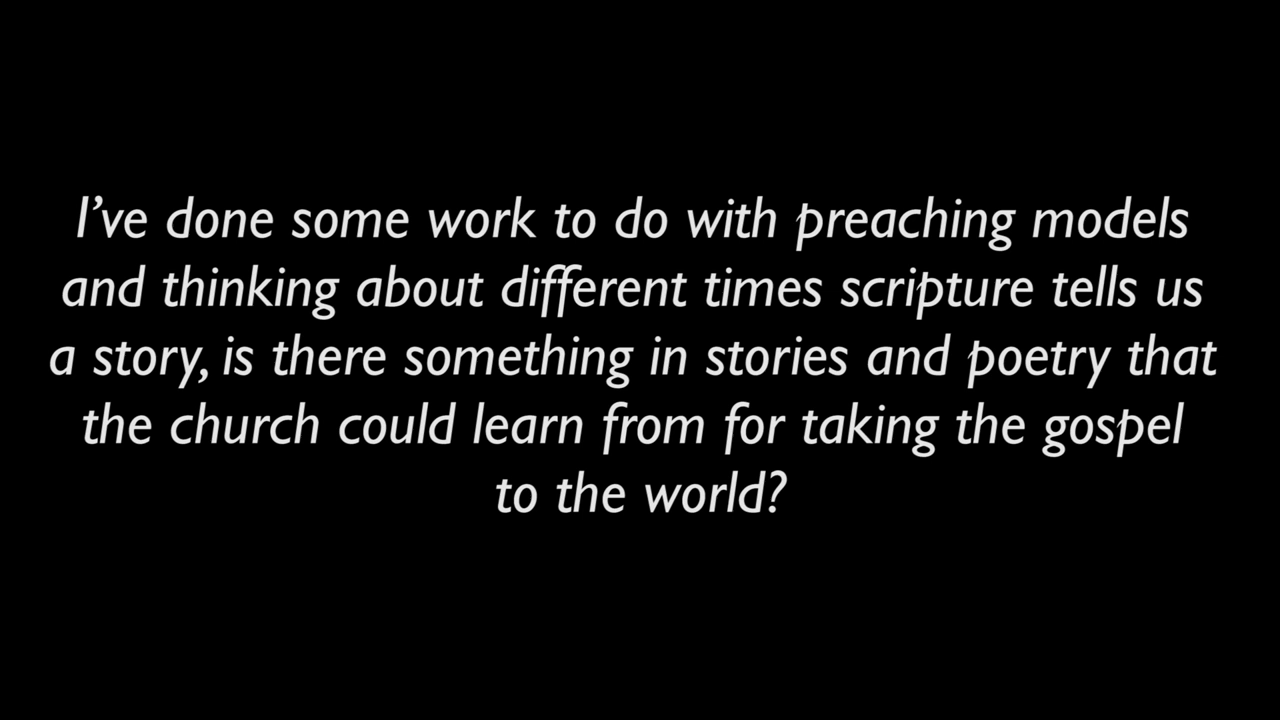 I’ve done some work to do with preaching models
and thinking about different times scripture tells us
a story, is there something in stories and poetry that
the church could learn from for taking the gospel
to the world?